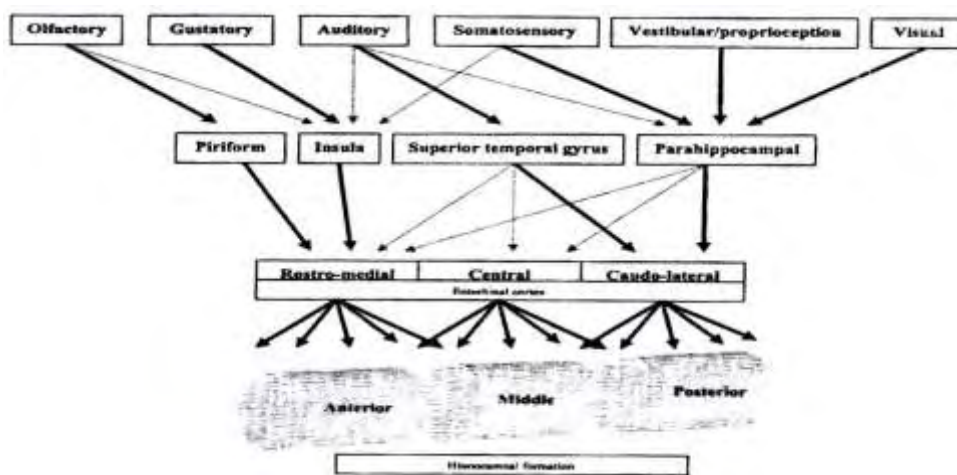 Olfactory
Gustatory
Auditory
Somatosensory
Vestibular/proprioception
Visual
Piriform
Insula
Superior temporal gyrus
Parahippocampal
Rostro-medial
Central
Caudo-lateral
Entorhinal cortex
Anterior
Middle
Posterior
Hippocampal formation